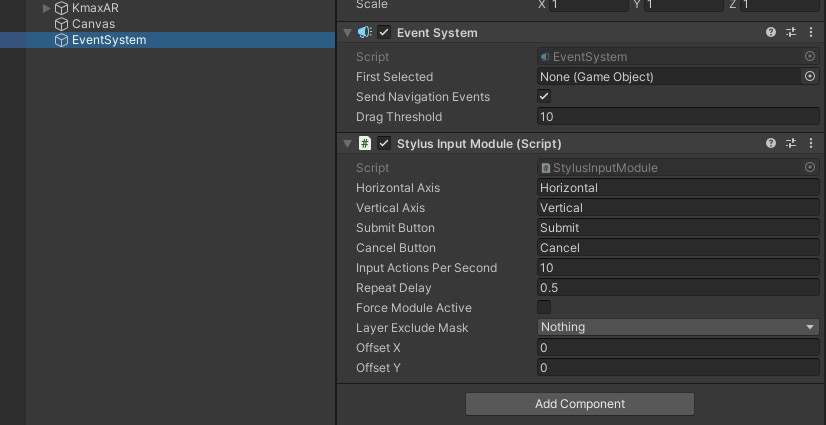 KmaxAR
Canvas
EventSystem
Scale X 1 Y 1 Z 1
Event System
Script EventSystem
First Selected None (Game Object)
Send Navigation Events
Drag Threshold 10
# Stylus Input Module (Script)
Script StylusInputModule
Horizontal Axis Horizontal
Vertical Axis Vertical
Submit Button Submit
Cancel Button Cancel
Input Actions Per Second 10
Repeat Delay 0.5
Force Module Active
Layer Exclude Mask Nothing
Offset X 0
Offset Y 0
Add Component